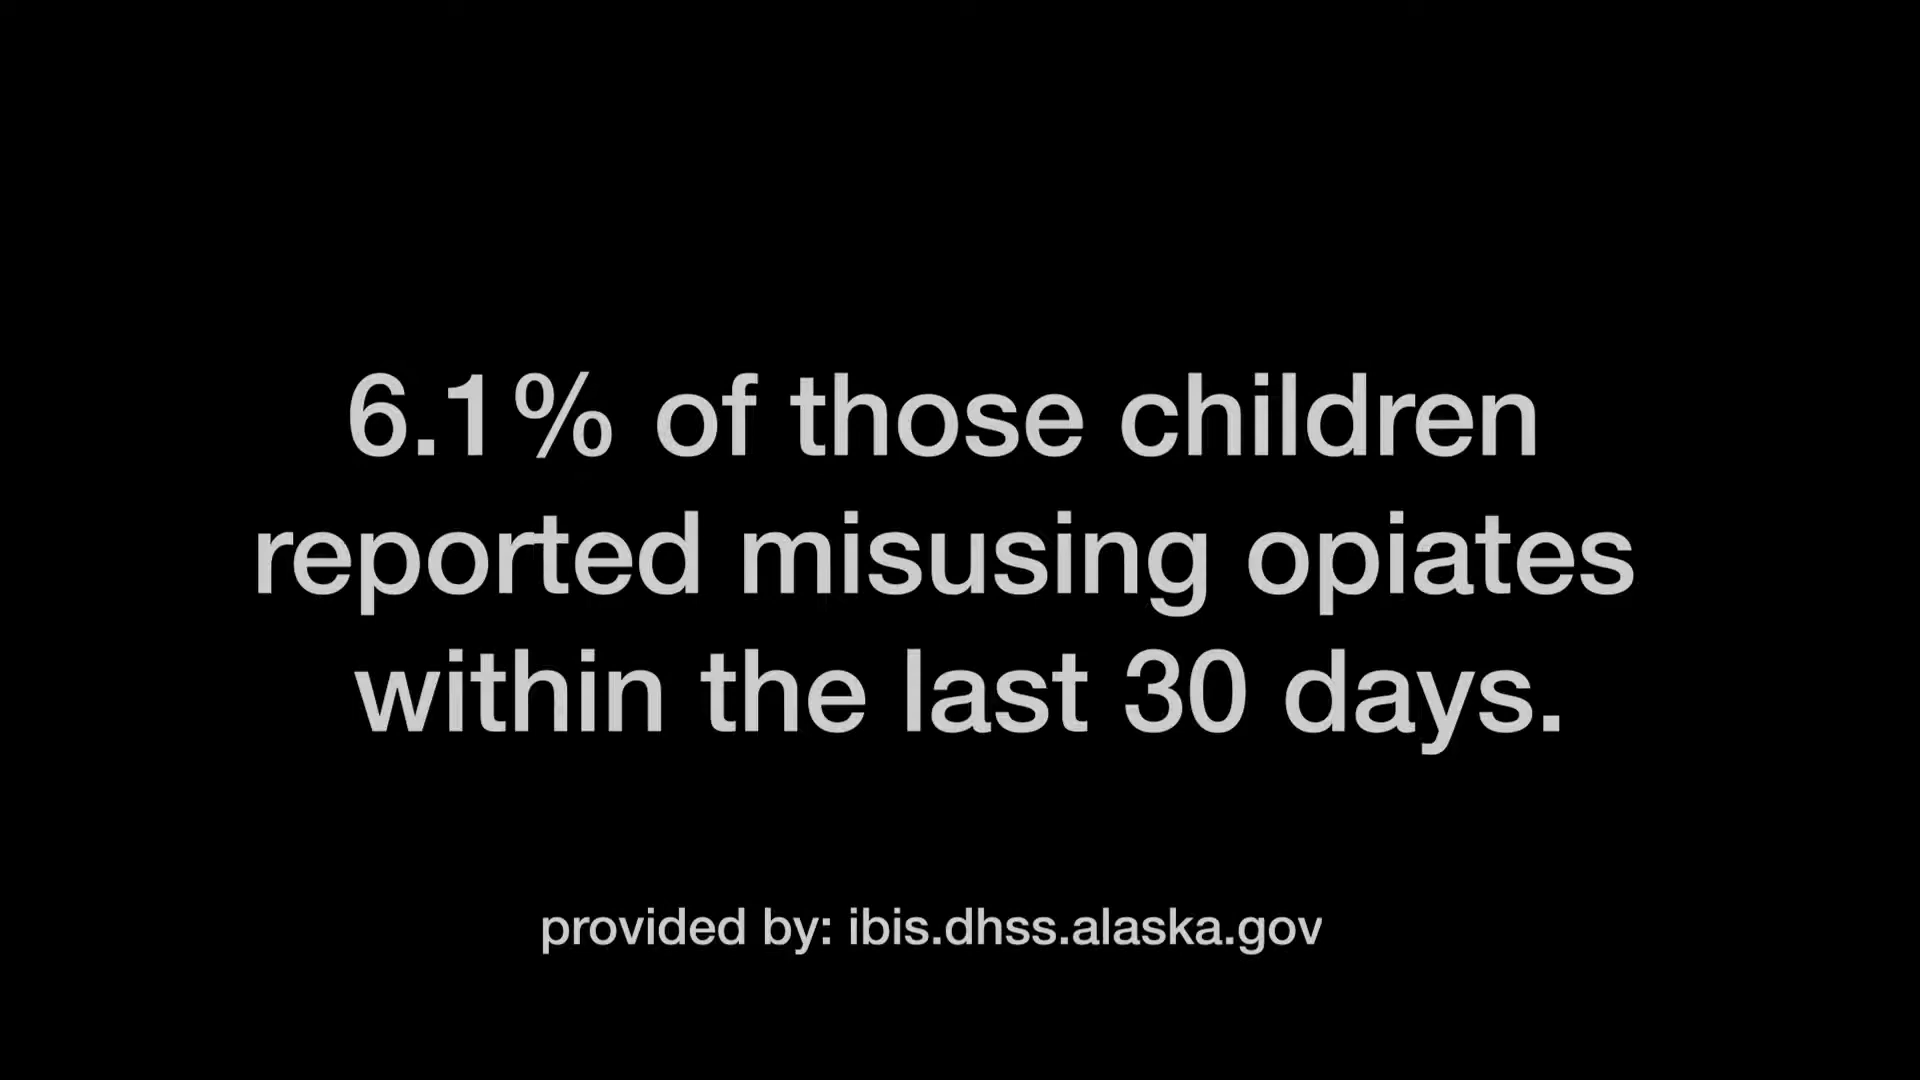 6.1% of those children
reported misusing opiates
within the last 30 days.
provided by: ibis.dhss.alaska.gov